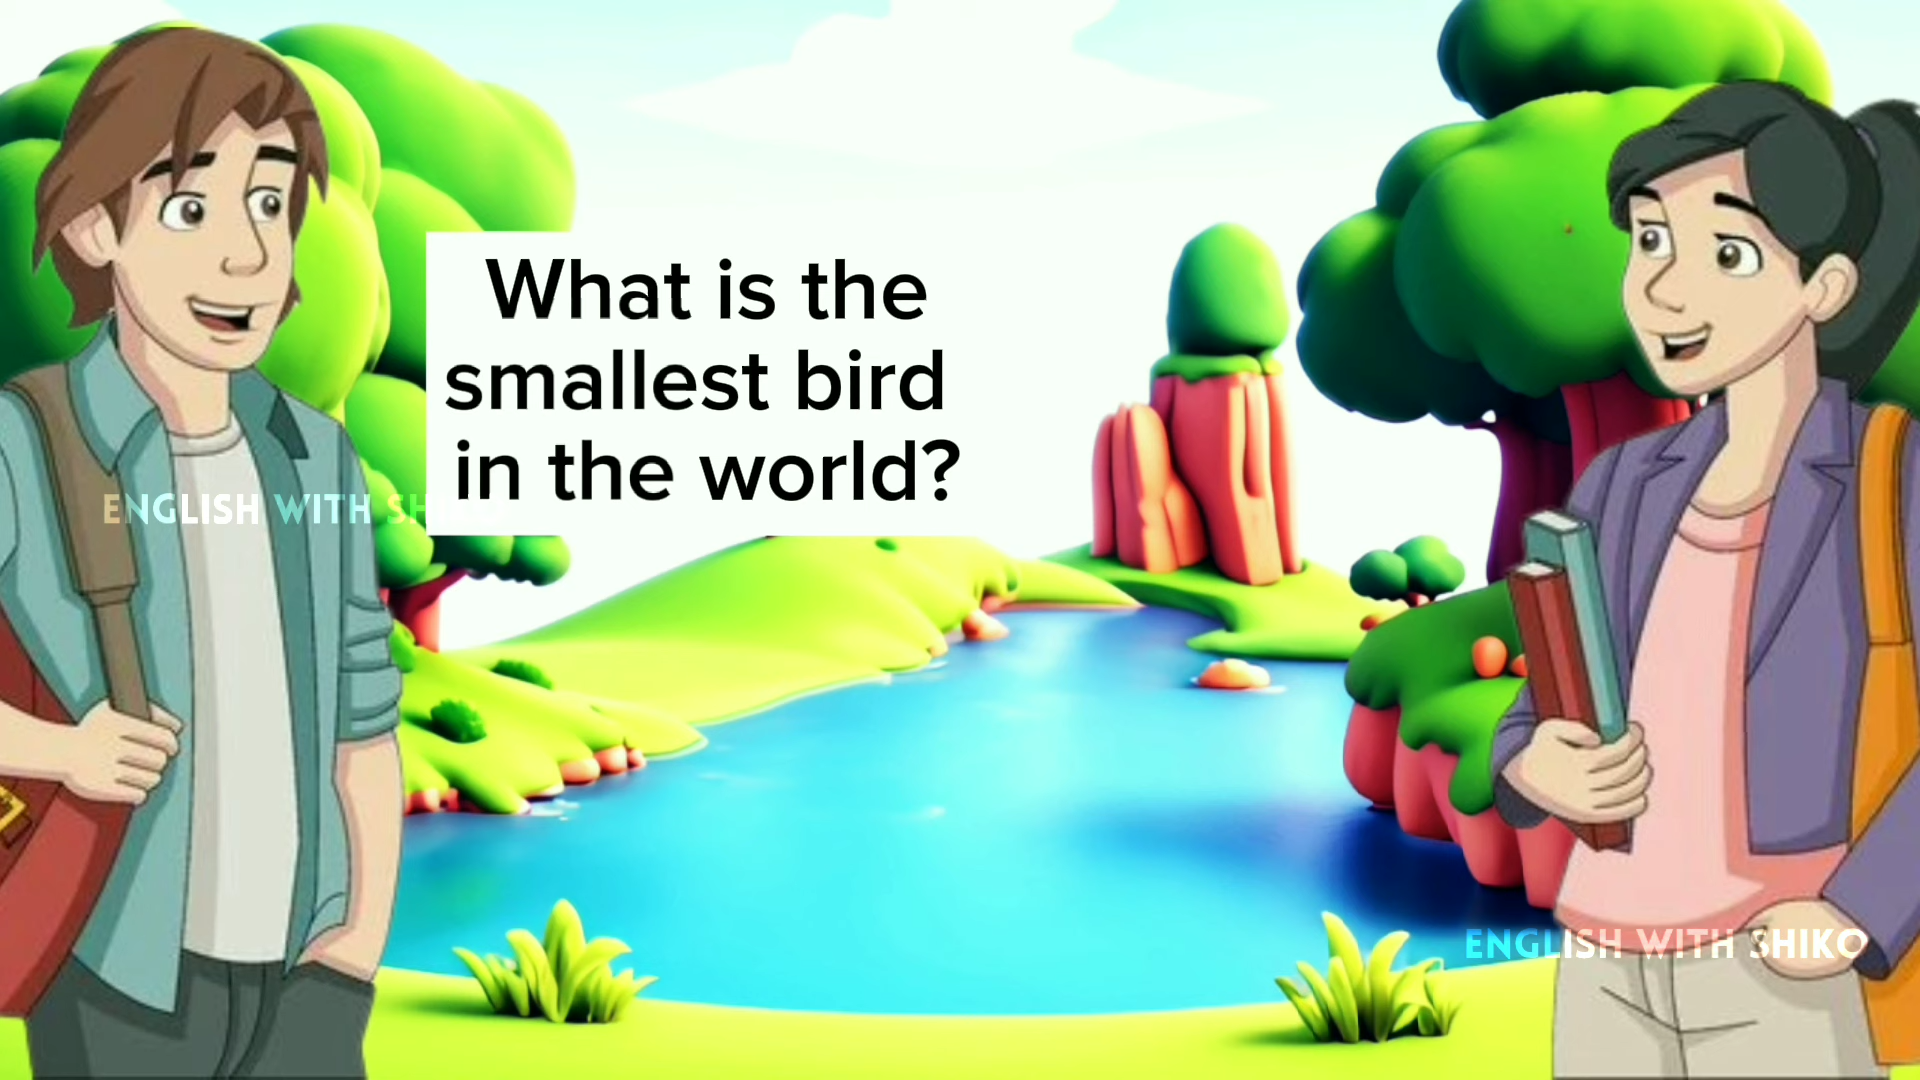 What is the
smallest bird
in the world?
ENGLISH WITH
ENGLISH WITH SHIKO